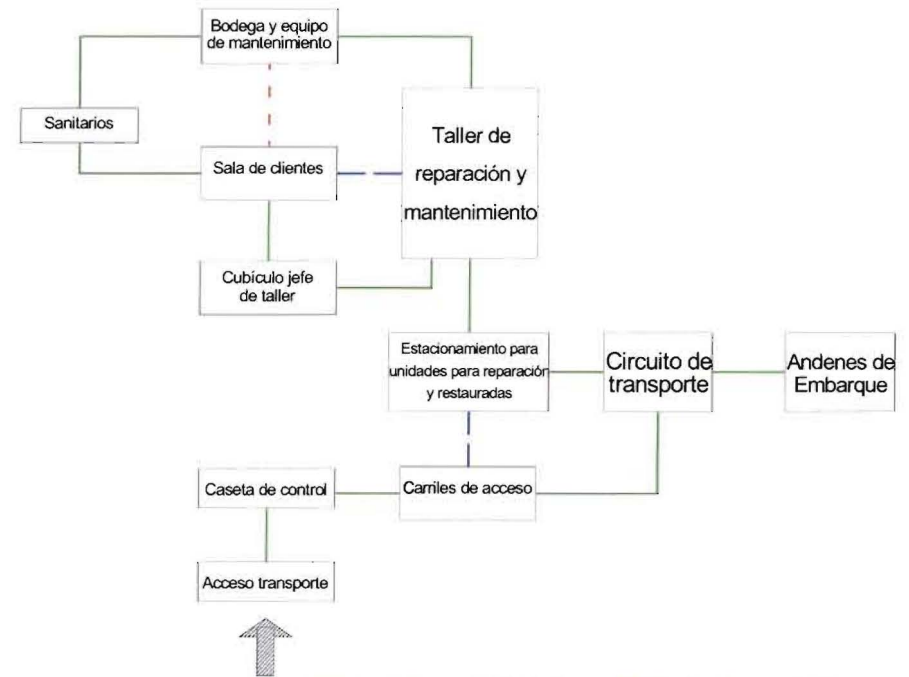 Bodega y equipo
de mantenimiento
Sanitarios
Sala de clientes
Taller de
reparación y
mantenimiento
Cubículo jefe
de taller
Estacionamiento para
unidades para reparación
y restauradas
Circuito de
transporte
Andenes de
Embarque
Caseta de control
Carriles de acceso
Acceso transporte